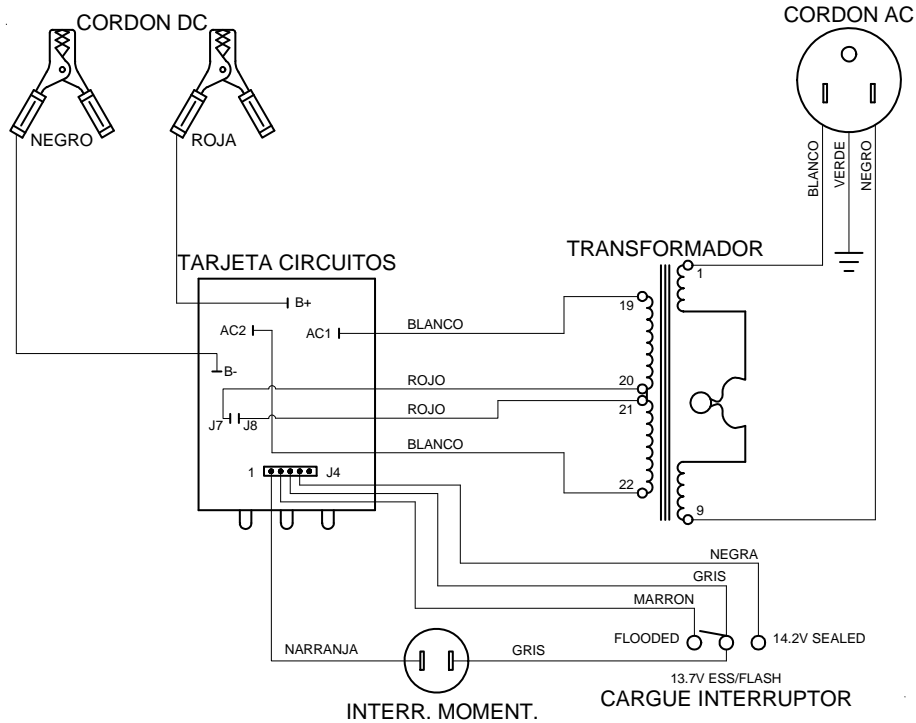 CORDON DC
CORDON AC
NEGRO
ROJA
BLANCO
VERDE
NEGRO
TARJETA CIRCUITOS
TRANSFORMADOR
B+
AC2
AC1
BLANCO
19
1
B-
ROJO
20
J7
J8
ROJO
21
BLANCO
22
1
J4
9
NEGRA
GRIS
MARRON
FLOODED
14.2V SEALED
NARRANJA
GRIS
13.7V ESS/FLASH
CARGUE INTERRUPTOR
INTERR. MOMENT.